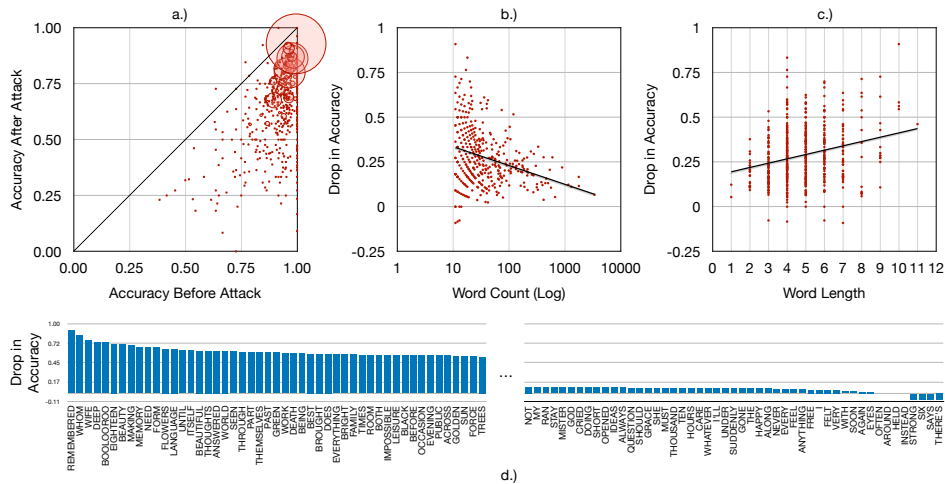 a.)
b.)
c.)
1.00
0.75
0.50
0.25
0.00
0.00
0.25
0.50
0.75
1.00
Accuracy After Attack
Accuracy Before Attack
1
0.75
0.5
0.25
0
-0.25
1
10
100
1000
10000
Drop in Accuracy
Word Count (Log)
1
0.75
0.5
0.25
0
-0.25
0 1 2 3 4 5 6 7 8 9 10 11 12
Drop in Accuracy
Word Length
Drop in
Accuracy
1.00
0.72
0.45
0.17
-0.11
REMEMBERED
WHOM
WIFE
DEEP
BOOLOOROO
EIGHTEEN
BEAUTY
MAKING
MEMORY
NEED
FORM
FLOWERS
LANGUAGE
UNTIL
ITSELF
BEAUTIFUL
THOUGHTS
ANSWERED
WORLD
SEEN
THROUGH
PART
THEMSELVES
PAST
GREEN
WORK
DEATH
BEING
BEST
BROUGHT
DOES
EVERYTHING
BRIGHT
FAMILY
TIMES
ROOM
BOTH
IMPOSSIBLE
LEISURE
BLACK
BEFORE
OCCASION
EVENING
PUBLIC
ACROSS
GOLDEN
SUN
FORCE
TREES
...
NOT
MY
RAN
STAY
MISTER
GOD
CRIED
GOING
SHORT
OPENED
IDEAS
ALWAYS
QUESTION
SHOULD
GRACE
SHE
MUST
THOUSAND
TEN
HOURS
CARE
WHATEVER
I'LL
UNDER
SUDDENLY
GONE
THE
HAPPY
ALONG
NEVER
EVERY
FEEL
ANYTHING
FREE
I
FELT
VERY
WITH
SOON
AGAIN
EYES
OFTEN
AROUND
HELD
INSTEAD
STRONG
SIX
SAYS
THERE'S
d.)